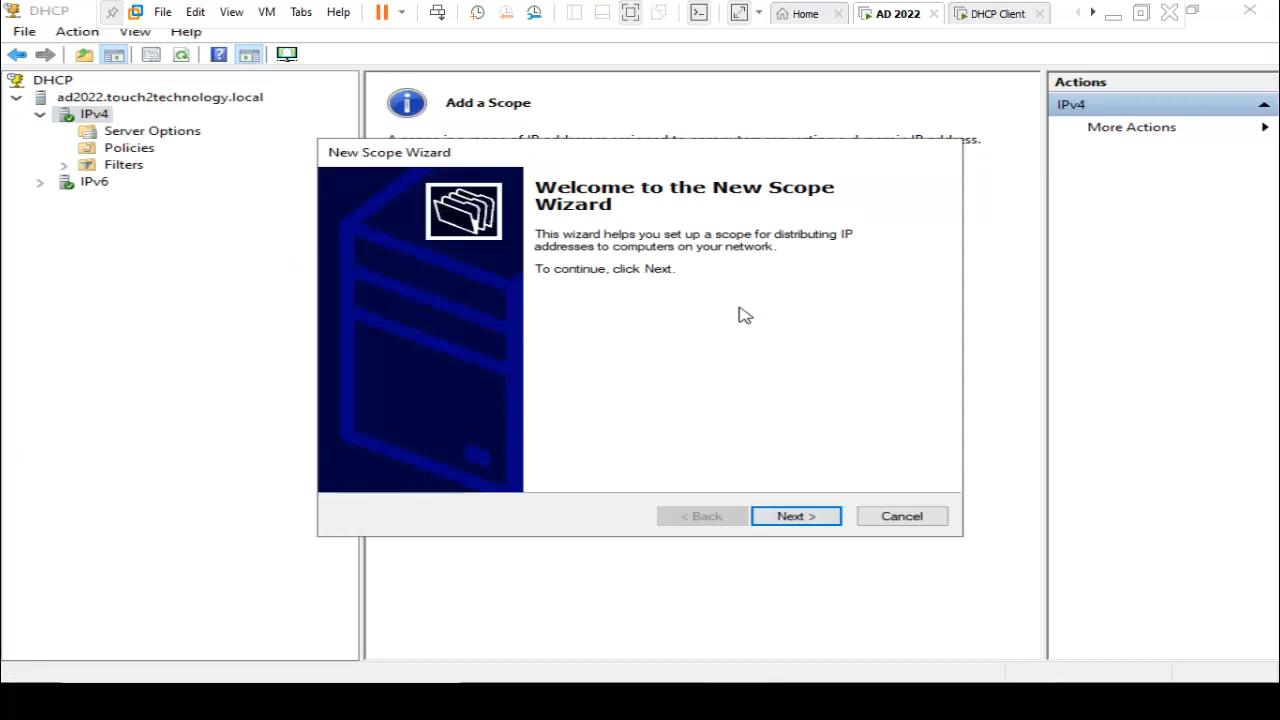 DHCP
File Edit View VM Tabs Help
Home
AD 2022
DHCP Client
File Action View Help
DHCP
ad2022.touch2technology.local
IPv4
Server Options
Policies
Filters
IPv6
Add a Scope
New Scope Wizard
Welcome to the New Scope
Wizard
This wizard helps you set up a scope for distributing IP
addresses to computers on your network.
To continue, click Next.
< Back
Next >
Cancel
Actions
IPv4
More Actions